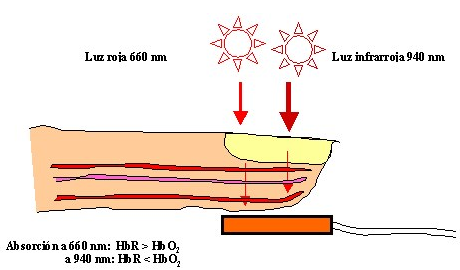 Luz roja 660 nm
Luz infrarroja 940 nm
Absorción a 660 nm: HbR > HbO₂
a 940 nm: HbR < HbO₂